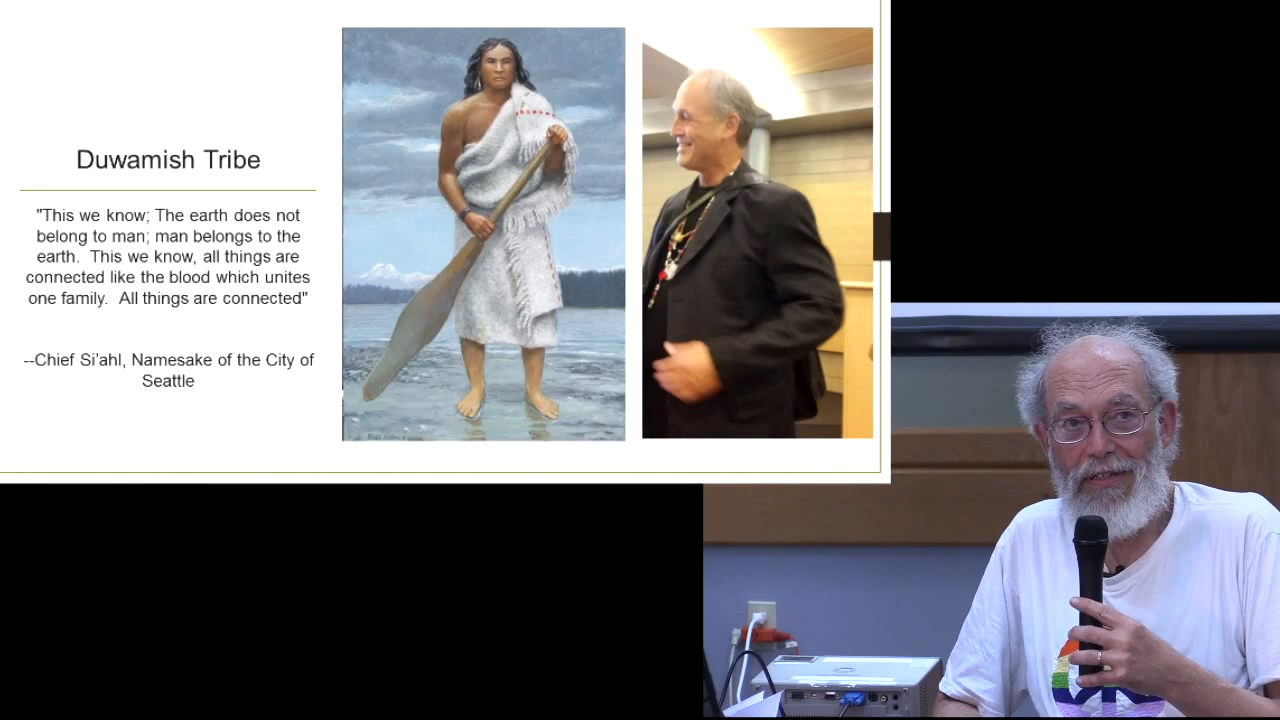 Duwamish Tribe
"This we know; The earth does not
belong to man; man belongs to the
earth.  This we know, all things are
connected like the blood which unites
one family.  All things are connected"
--Chief Si'ahl, Namesake of the City of
Seattle